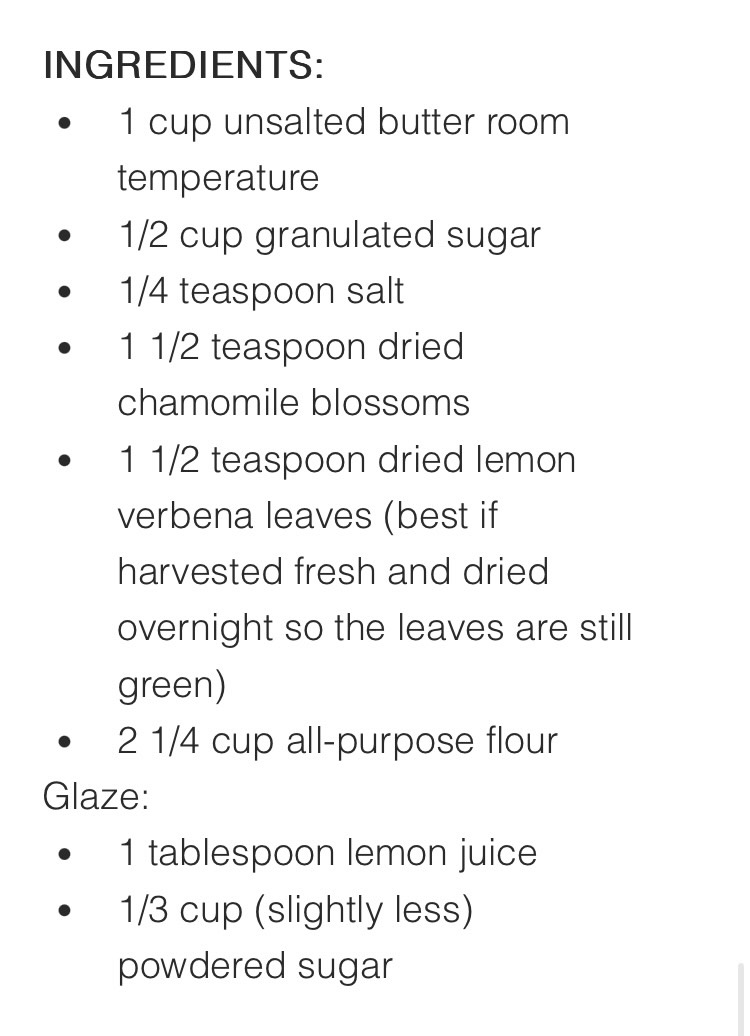 INGREDIENTS:
• 1 cup unsalted butter room
temperature
• 1/2 cup granulated sugar
• 1/4 teaspoon salt
• 1 1/2 teaspoon dried
chamomile blossoms
• 1 1/2 teaspoon dried lemon
verbena leaves (best if
harvested fresh and dried
overnight so the leaves are still
green)
• 2 1/4 cup all-purpose flour
Glaze:
• 1 tablespoon lemon juice
• 1/3 cup (slightly less)
powdered sugar